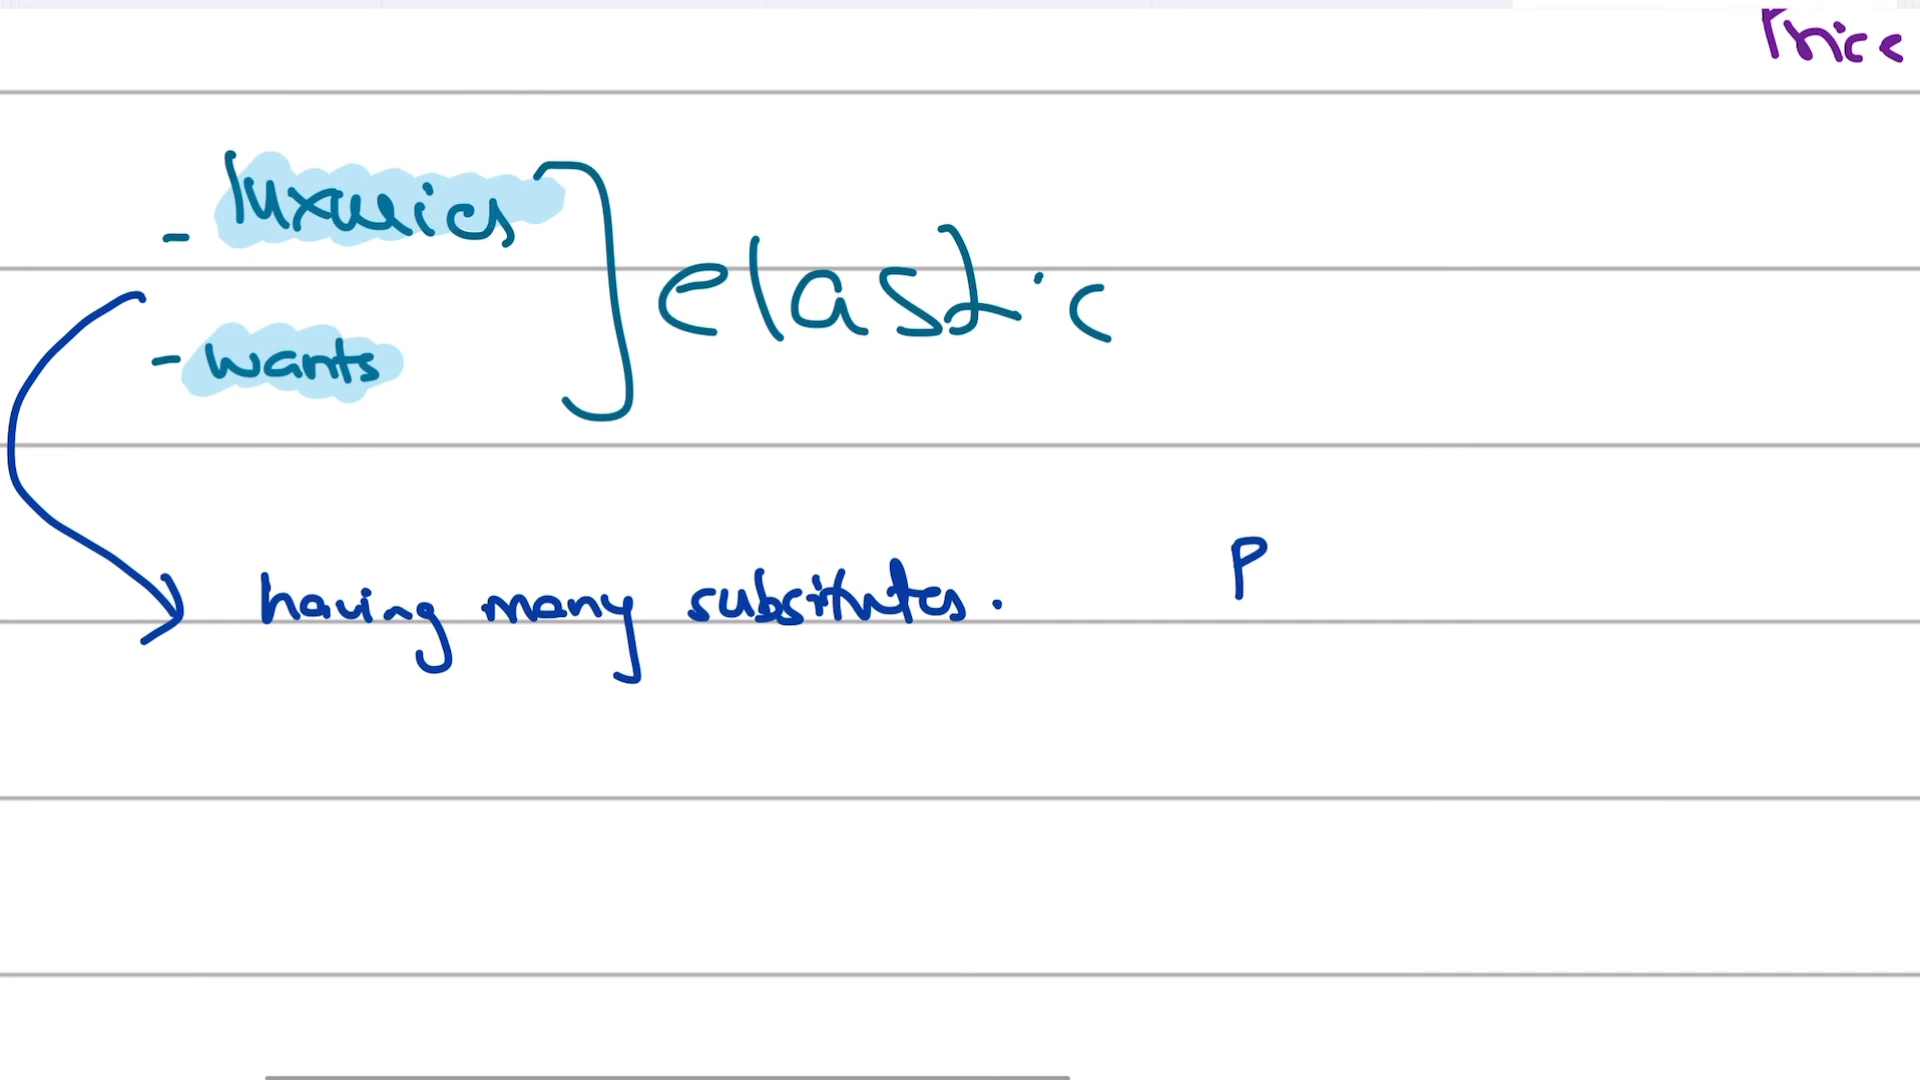 Price
- luxuries
elastic
- wants
having many substitutes.
P